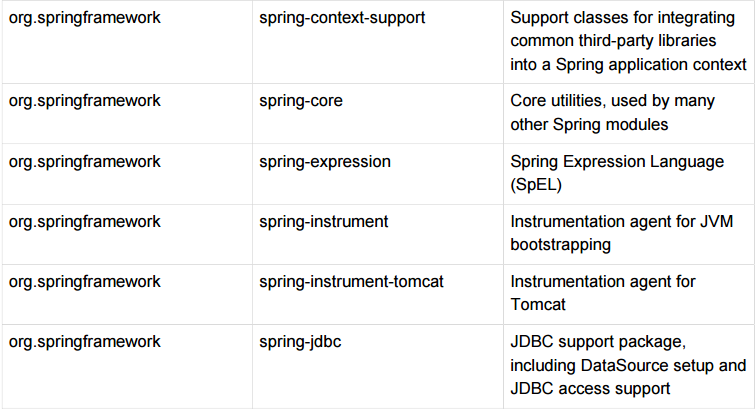 org.springframework spring-context-support Support classes for integrating
common third-party libraries
into a Spring application context
org.springframework spring-core Core utilities, used by many
other Spring modules
org.springframework spring-expression Spring Expression Language
(SpEL)
org.springframework spring-instrument Instrumentation agent for JVM
bootstrapping
org.springframework spring-instrument-tomcat Instrumentation agent for
Tomcat
org.springframework spring-jdbc JDBC support package,
including DataSource setup and
JDBC access support